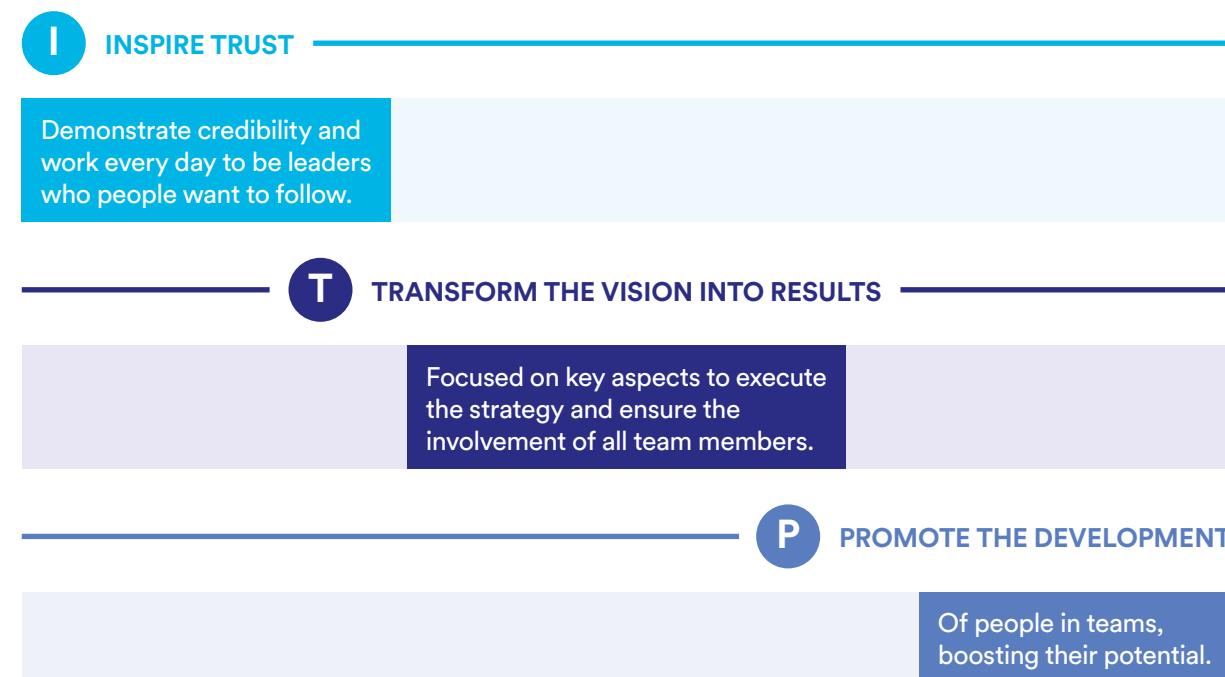 I INSPIRE TRUST
Demonstrate credibility and
work every day to be leaders
who people want to follow.
T TRANSFORM THE VISION INTO RESULTS
Focused on key aspects to execute
the strategy and ensure the
involvement of all team members.
P PROMOTE THE DEVELOPMENT
Of people in teams,
boosting their potential.